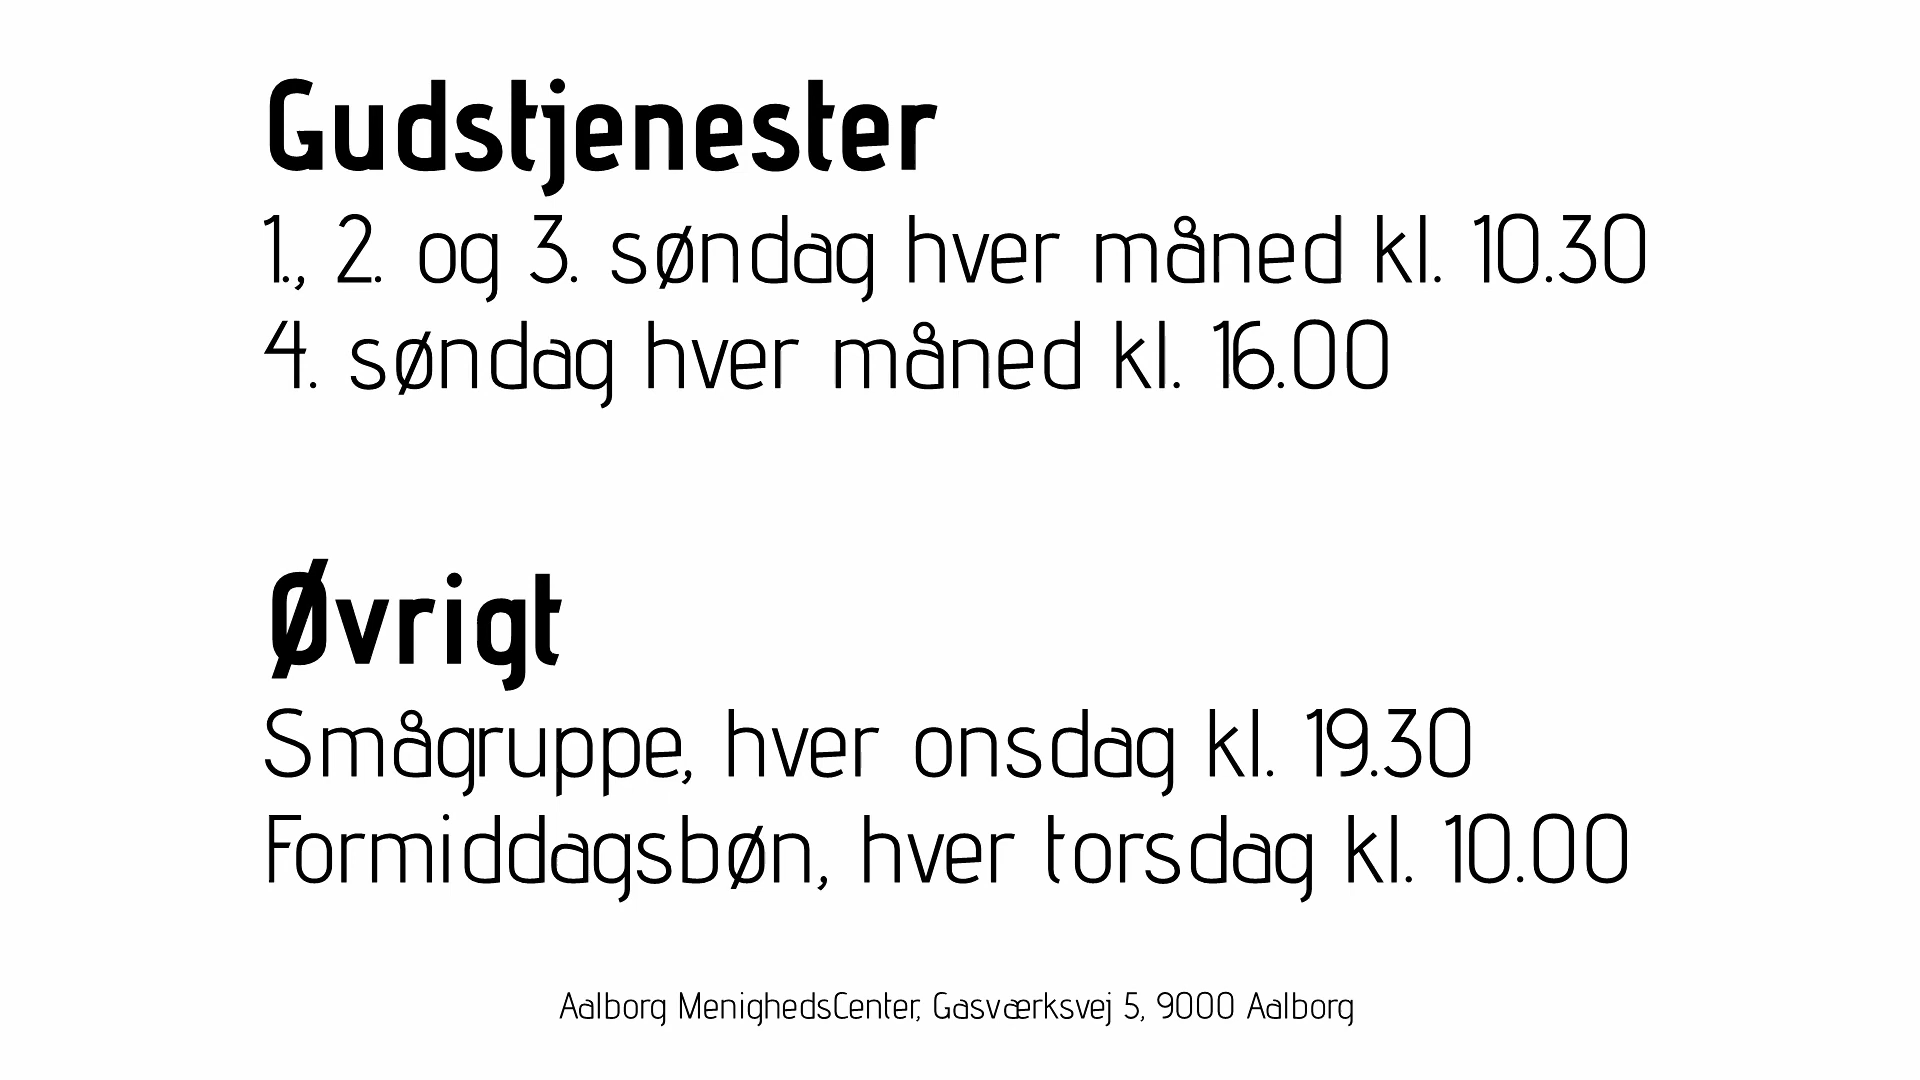 Gudstjenester
1., 2. og 3. søndag hver måned kl. 10.30
4. søndag hver måned kl. 16.00
Øvrigt
Smågruppe, hver onsdag kl. 19.30
Formiddagsbøn, hver torsdag kl. 10.00
Aalborg MenighedsCenter, Gasværksvej 5, 9000 Aalborg